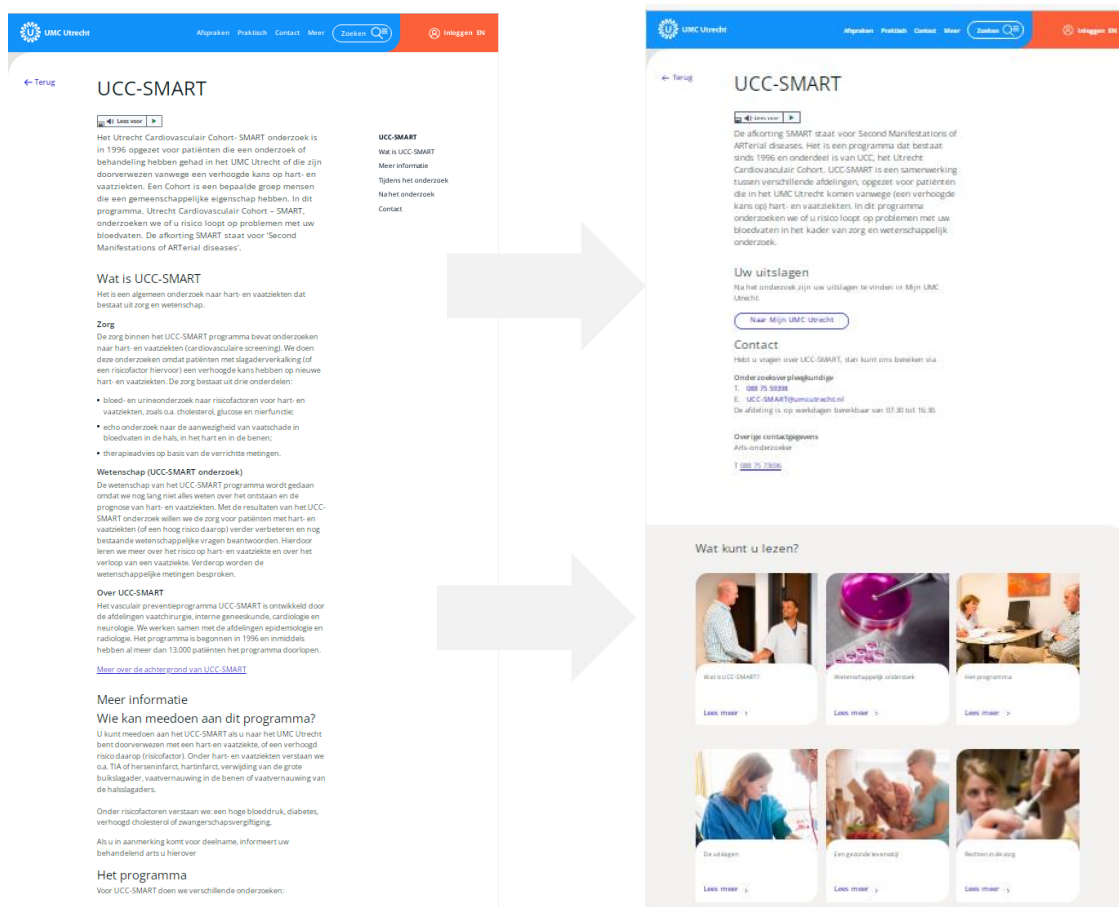 UMC Utrecht
Afspraken Praktisch Contact Meer Zoeken
Inloggen EN
← Terug
UCC-SMART
Lees voor
Het Utrecht Cardiovasculair Cohort- SMART onderzoek is
in 1996 opgezet voor patiënten die een onderzoek of
behandeling hebben gehad in het UMC Utrecht of die zijn
doorverwezen vanwege een verhoogde kans op hart- en
vaatziekten. Een Cohort is een bepaalde groep mensen
die een gemeenschappelijke eigenschap hebben. In dit
programma, Utrecht Cardiovasculair Cohort – SMART,
onderzoeken we of u risico loopt op problemen met uw
bloedvaten. De afkorting SMART staat voor 'Second
Manifestations of ARTerial diseases'.
UCC-SMART
Wat is UCC-SMART
Meer informatie
Tijdens het onderzoek
Na het onderzoek
Contact
Wat is UCC-SMART
Het is een algemeen onderzoek naar hart- en vaatziekten dat
bestaat uit zorg en wetenschap.
Zorg
De zorg binnen het UCC-SMART programma bevat onderzoeken
naar hart- en vaatziekten (cardiovasculaire screening). We doen
deze onderzoeken omdat patiënten met slagaderverkalking (of
een risicofactor hiervoor) een verhoogde kans hebben op nieuwe
hart- en vaatziekten. De zorg bestaat uit drie onderdelen:
• bloed- en urineonderzoek naar risicofactoren voor hart- en
vaatziekten, zoals o.a. cholesterol, glucose en nierfunctie;
• echo onderzoek naar de aanwezigheid van vaatschade in
bloedvaten in de hals, in het hart en in de benen;
• therapieadvies op basis van de verrichtte metingen.
Wetenschap (UCC-SMART onderzoek)
De wetenschap van het UCC-SMART programma wordt gedaan
omdat we nog lang niet alles weten over het ontstaan en de
prognose van hart- en vaatziekten. Met de resultaten van het UCC-
SMART onderzoek willen we de zorg voor patiënten met hart- en
vaatziekten (of een hoog risico daarop) verder verbeteren en nog
bestaande wetenschappelijke vragen beantwoorden. Hierdoor
leren we meer over het risico op hart- en vaatziekte en over het
verloop van een vaatziekte. Verderop worden de
wetenschappelijke metingen besproken.
Over UCC-SMART
Het vasculair preventieprogramma UCC-SMART is ontwikkeld door
de afdelingen vaatchirurgie, interne geneeskunde, cardiologie en
neurologie. We werken samen met de afdelingen epidemiologie en
radiologie. Het programma is begonnen in 1996 en inmiddels
hebben al meer dan 13.000 patiënten het programma doorlopen.
Meer over de achtergrond van UCC-SMART
Meer informatie
Wie kan meedoen aan dit programma?
U kunt meedoen aan het UCC-SMART als u naar het UMC Utrecht
bent doorverwezen met een hart-en vaatziekte, of een verhoogd
risico daarop (risicofactor). Onder hart- en vaatziekten verstaan we
o.a. TIA of herseninfarct, hartinfarct, verwijding van de grote
buikslagader, vaatvernauwing in de benen of vaatvernauwing van
de halsslagaders.
Onder risicofactoren verstaan we: een hoge bloeddruk, diabetes,
verhoogd cholesterol of zwangerschapsvergiftiging.
Als u in aanmerking komt voor deelname, informeert uw
behandelend arts u hierover
Het programma
Voor UCC-SMART doen we verschillende onderzoeken:
UMC Utrecht
Afspraken Praktisch Contact Meer Zoeken
Inloggen EN
← Terug
UCC-SMART
Lees voor
De afkorting SMART staat voor Second Manifestations of
ARTerial diseases. Het is een programma dat bestaat
sinds 1996 en onderdeel is van UCC, het Utrecht
Cardiovasculair Cohort. UCC-SMART is een samenwerking
tussen verschillende afdelingen, opgezet voor patiënten
die in het UMC Utrecht komen vanwege (een verhoogde
kans op) hart- en vaatziekten. In dit programma
onderzoeken we of u risico loopt op problemen met uw
bloedvaten in het kader van zorg en wetenschappelijk
onderzoek.
Uw uitslagen
Na het onderzoek zijn uw uitslagen te vinden in Mijn UMC
Utrecht.
Naar Mijn UMC Utrecht
Contact
Hebt u vragen over UCC-SMART, dan kunt ons bereiken via
Onderzoeksverpleegkundige
T. 088 75 59398
E. UCC-SMART@umcutrecht.nl
De afdeling is op werkdagen bereikbaar van 07:30 tot 16:30.
Overige contactgegevens
Arts-onderzoeker
T 088 75 73696
Wat kunt u lezen?
Wat is UCC-SMART?
Wetenschappelijk onderzoek
Het programma
Lees meer ›
Lees meer ›
Lees meer ›
De uitslagen
Een gezonde levensstijl
Rechten in de zorg
Lees meer ›
Lees meer ›
Lees meer ›